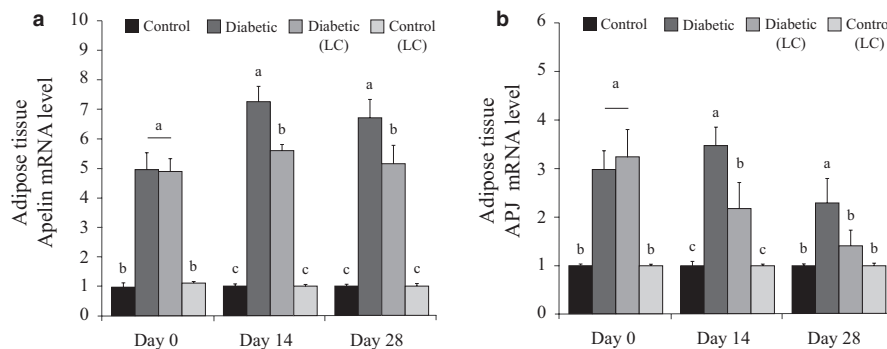 a
Control
Diabetic
Diabetic
(LC)
Control
(LC)
Adipose tissue
Apelin mRNA level
10
9
8
7
6
5
4
3
2
1
0
b
a
b
c
a
b
c
c
a
b
c
Day 0
Day 14
Day 28
b
Control
Diabetic
Diabetic
(LC)
Control
(LC)
Adipose tissue
APJ mRNA level
6
5
4
3
2
1
0
b
a
b
c
a
b
c
b
a
b
b
Day 0
Day 14
Day 28